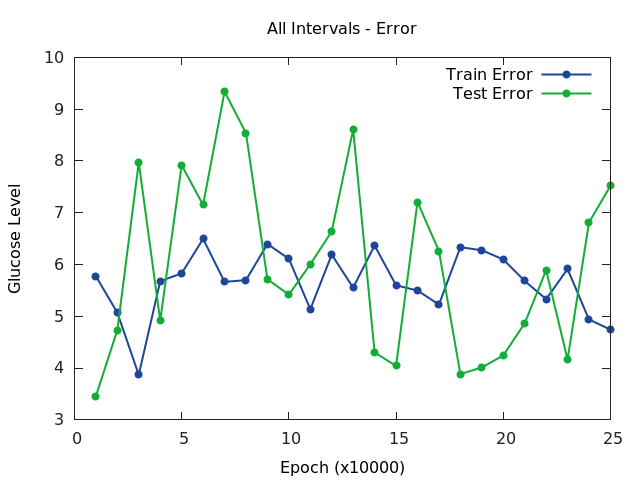 All Intervals - Error
Train Error
Test Error
Glucose Level
10
9
8
7
6
5
4
3
0 5 10 15 20 25
Epoch (x10000)